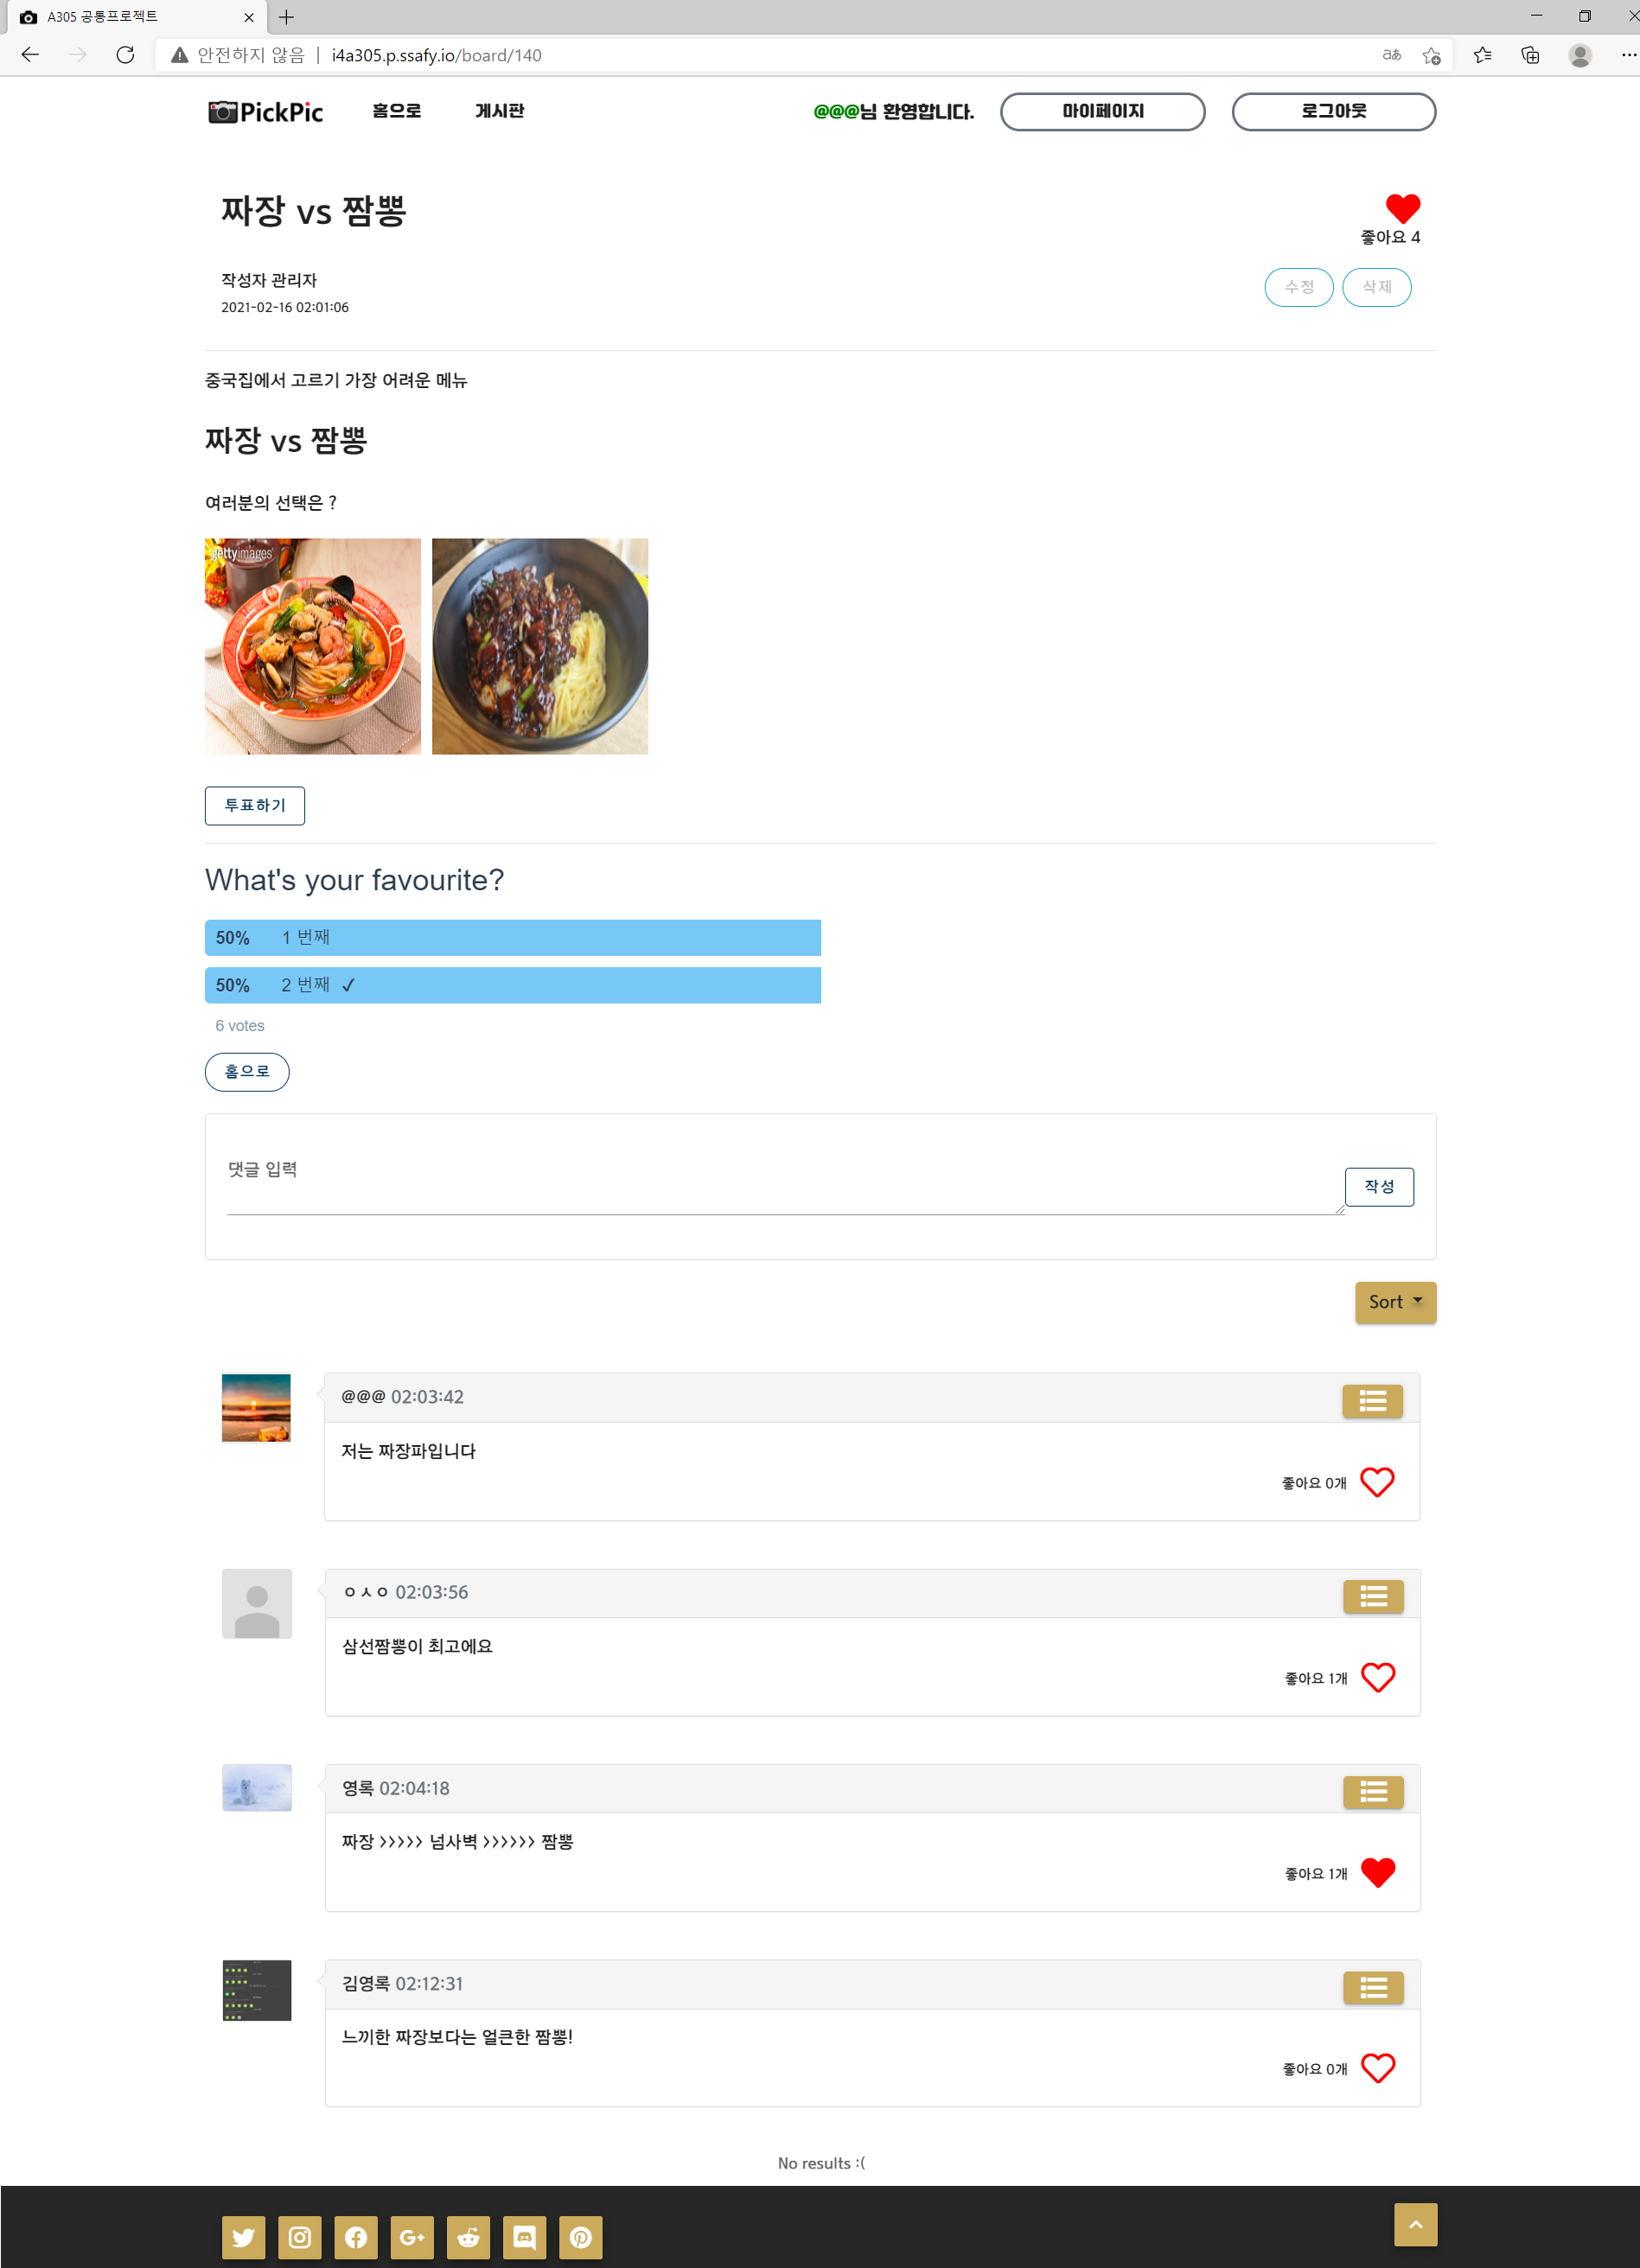 A305 공통프로젝트
안전하지 않음 | i4a305.p.ssafy.io/board/140
aあ
PickPic 홈으로 게시판 @@@님 환영합니다. 마이페이지 로그아웃
짜장 vs 짬뽕
좋아요 4
작성자 관리자
수정 삭제
2021-02-16 02:01:06
중국집에서 고르기 가장 어려운 메뉴
짜장 vs 짬뽕
여러분의 선택은 ?
gettyimages
투표하기
What's your favourite?
50% 1 번째
50% 2 번째 ✓
6 votes
홈으로
댓글 입력
작성
Sort
@@@ 02:03:42
저는 짜장파입니다
좋아요 0개
ㅇㅅㅇ 02:03:56
삼선짬뽕이 최고에요
좋아요 1개
영록 02:04:18
짜장 >>>>> 넘사벽 >>>>>> 짬뽕
좋아요 1개
김영록 02:12:31
느끼한 짜장보다는 얼큰한 짬뽕!
좋아요 0개
No results :(
G+